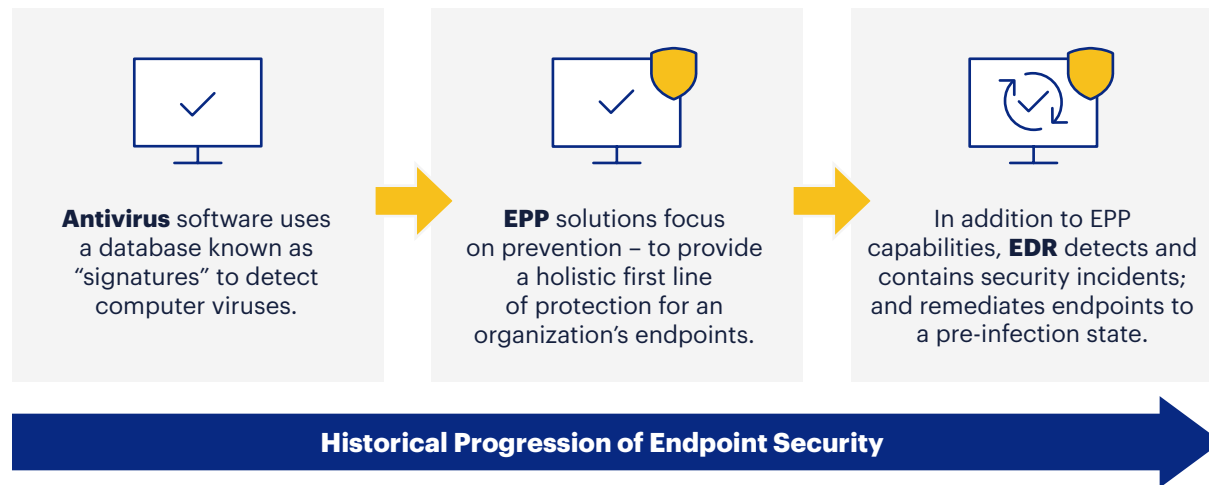 Antivirus software uses
a database known as
“signatures” to detect
computer viruses.
EPP solutions focus
on prevention – to provide
a holistic first line
of protection for an
organization’s endpoints.
In addition to EPP
capabilities, EDR detects and
contains security incidents;
and remediates endpoints to
a pre-infection state.
Historical Progression of Endpoint Security